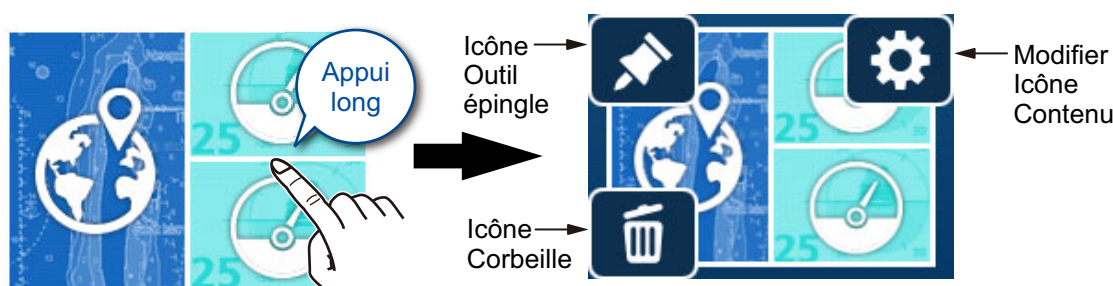 Appui
long
25
25
Icône
Outil
épingle
Icône
Corbeille
25
25
Modifier
Icône
Contenu